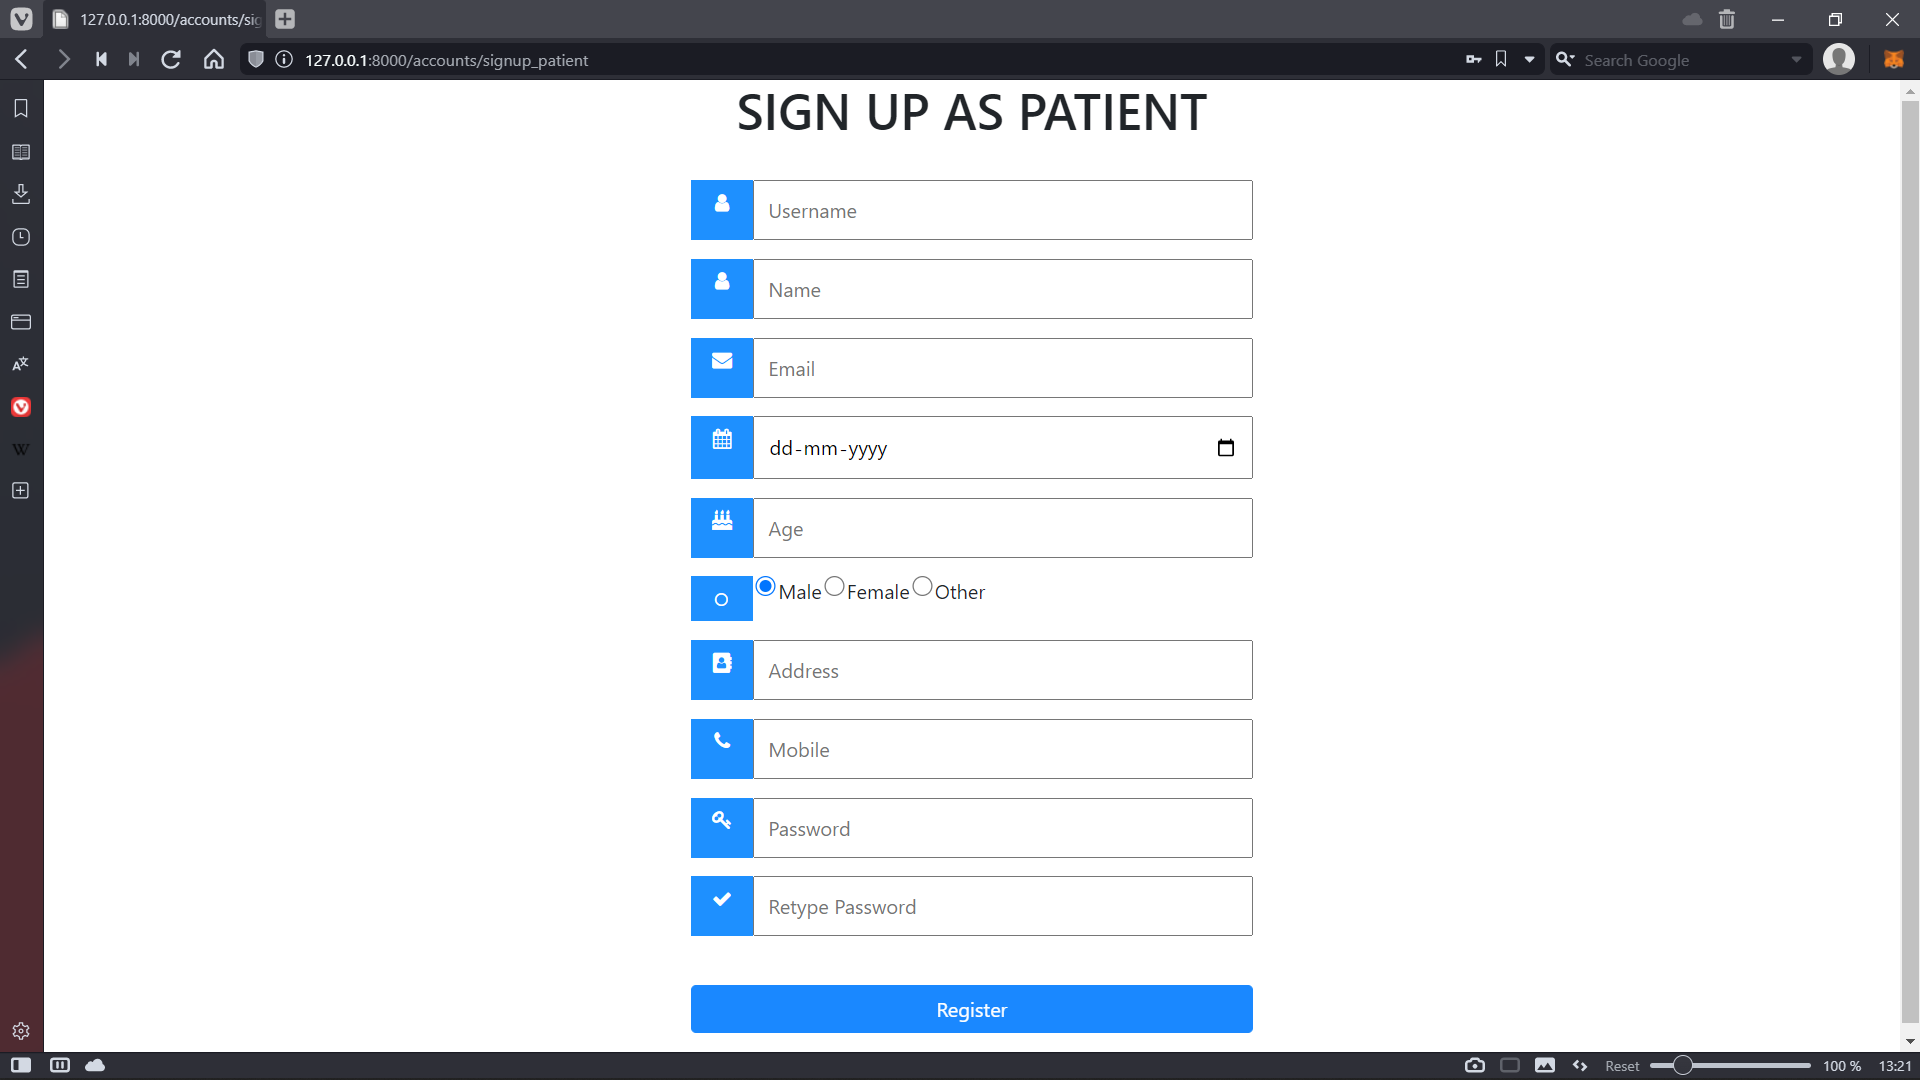 127.0.0.1:8000/accounts/sig
127.0.0.1:8000/accounts/signup_patient
Search Google
SIGN UP AS PATIENT
Username
Name
Email
dd-mm-yyyy
Age
Male Female Other
Address
Mobile
Password
Retype Password
Register
Reset 100 % 13:21